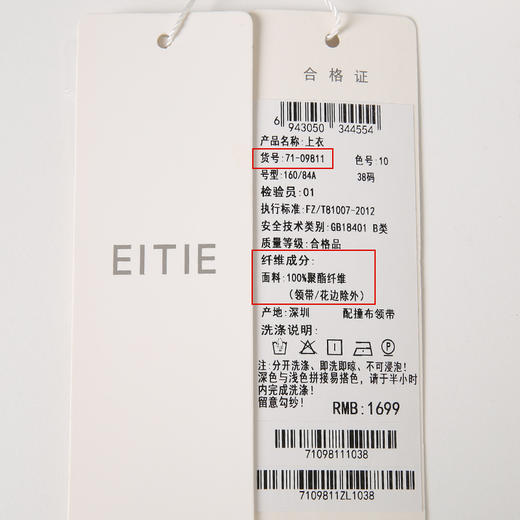 EITIE
合格证
6 943050 344554
产品名称:上衣
货号:71-09811 色号:10
号型:160/84A 38码
检验员:01
执行标准:FZ/T81007-2012
安全技术类别:GB18401 B类
质量等级:合格品
纤维成分:
面料:100%聚酯纤维
(领带/花边除外)
产地:深圳 配撞布领带
洗涤说明:
注:分开洗涤、即洗即晾、不可浸泡!
深色与浅色拼接易搭色,请于半小时
内完成洗涤!
留意勾纱!
RMB:1699
71098111038
7109811ZL1038